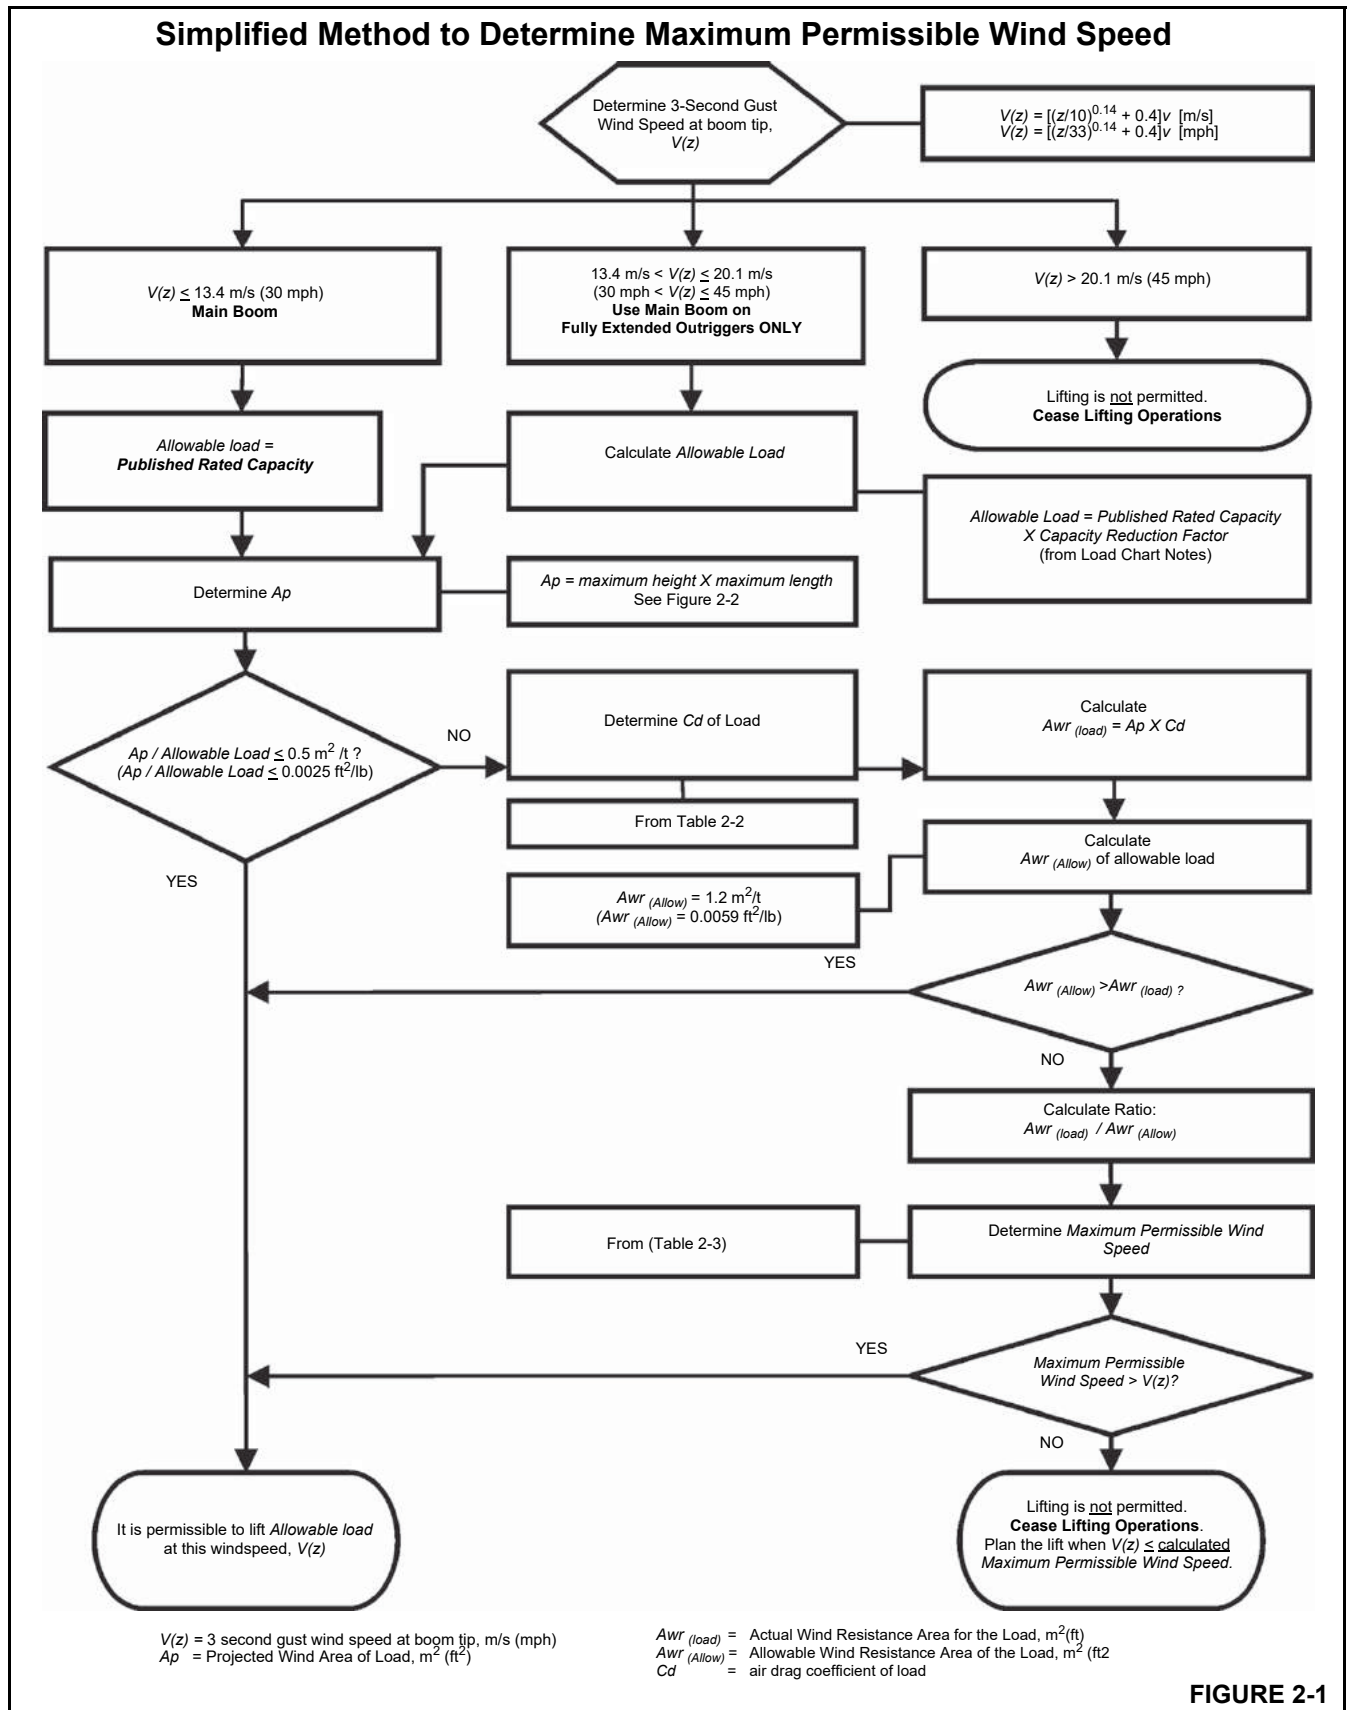 Simplified Method to Determine Maximum Permissible Wind Speed
Determine 3-Second Gust
Wind Speed at boom tip,
V(z)
V(z) = [(z/10)^0.14 + 0.4]v [m/s]
V(z) = [(z/33)^0.14 + 0.4]v [mph]
V(z) ≤ 13.4 m/s (30 mph)
Main Boom
13.4 m/s < V(z) ≤ 20.1 m/s
(30 mph < V(z) ≤ 45 mph)
Use Main Boom on
Fully Extended Outriggers ONLY
V(z) > 20.1 m/s (45 mph)
Lifting is not permitted.
Cease Lifting Operations
Allowable load =
Published Rated Capacity
Calculate Allowable Load
Allowable Load = Published Rated Capacity
X Capacity Reduction Factor
(from Load Chart Notes)
Determine Ap
Ap = maximum height X maximum length
See Figure 2-2
Ap / Allowable Load ≤ 0.5 m² /t ?
(Ap / Allowable Load ≤ 0.0025 ft²/lb)
NO
Determine Cd of Load
Calculate
Awr (load) = Ap X Cd
From Table 2-2
Calculate
Awr (Allow) of allowable load
YES
Awr (Allow) = 1.2 m²/t
(Awr (Allow) = 0.0059 ft²/lb)
YES
Awr (Allow) >Awr (load) ?
NO
Calculate Ratio:
Awr (load) / Awr (Allow)
From (Table 2-3)
Determine Maximum Permissible Wind
Speed
YES
Maximum Permissible
Wind Speed > V(z)?
NO
It is permissible to lift Allowable load
at this windspeed, V(z)
Lifting is not permitted.
Cease Lifting Operations.
Plan the lift when V(z) ≤ calculated
Maximum Permissible Wind Speed.
V(z) = 3 second gust wind speed at boom tip, m/s (mph)
Ap = Projected Wind Area of Load, m² (ft²)
Awr (load) = Actual Wind Resistance Area for the Load, m²(ft)
Awr (Allow) = Allowable Wind Resistance Area of the Load, m² (ft2
Cd = air drag coefficient of load
FIGURE 2-1